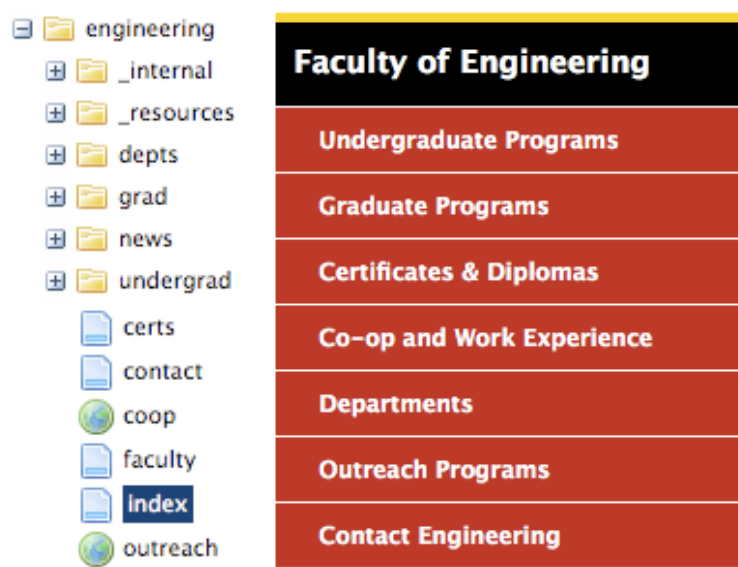 engineering
_internal
_resources
depts
grad
news
undergrad
certs
contact
coop
faculty
index
outreach
Faculty of Engineering
Undergraduate Programs
Graduate Programs
Certificates & Diplomas
Co-op and Work Experience
Departments
Outreach Programs
Contact Engineering